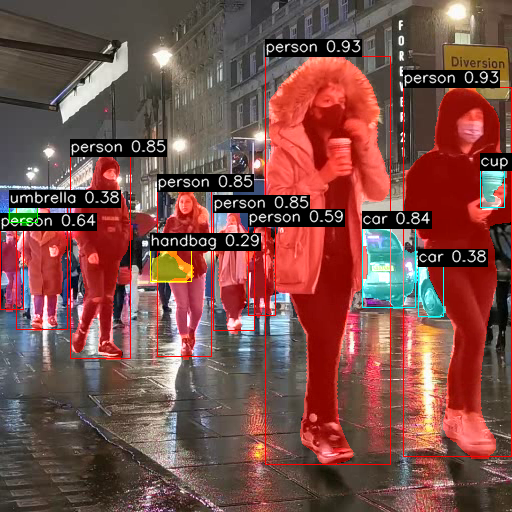 person 0.93
FOREVER 21
Diversion
person 0.93
person 0.85
cup
person 0.85
umbrella 0.38
person 0.85
person 0.64
person 0.59
car 0.84
handbag 0.29
car 0.38